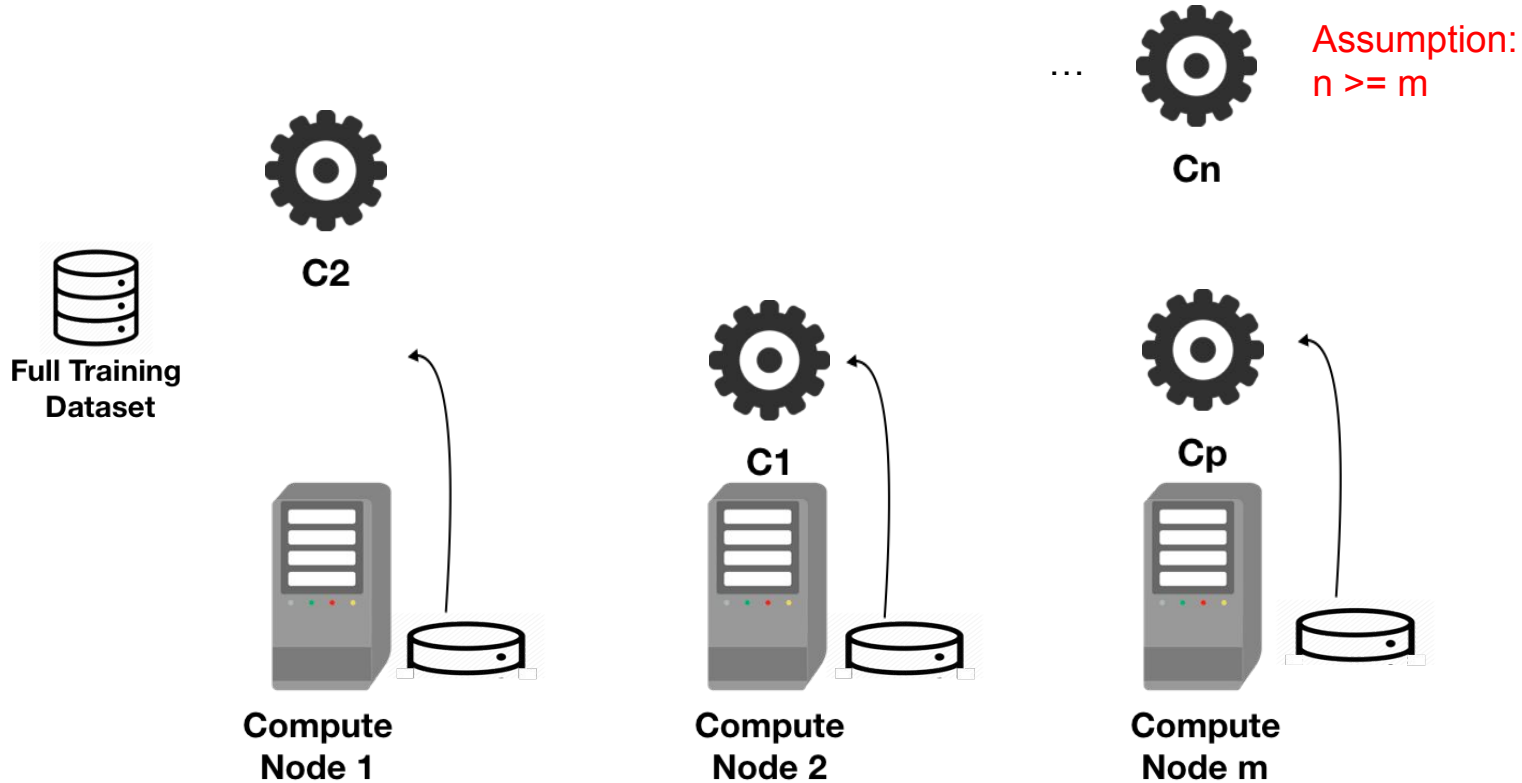 ...
Assumption:
n >= m
Cn
C2
Full Training
Dataset
C1
Cp
Compute
Node 1
Compute
Node 2
Compute
Node m